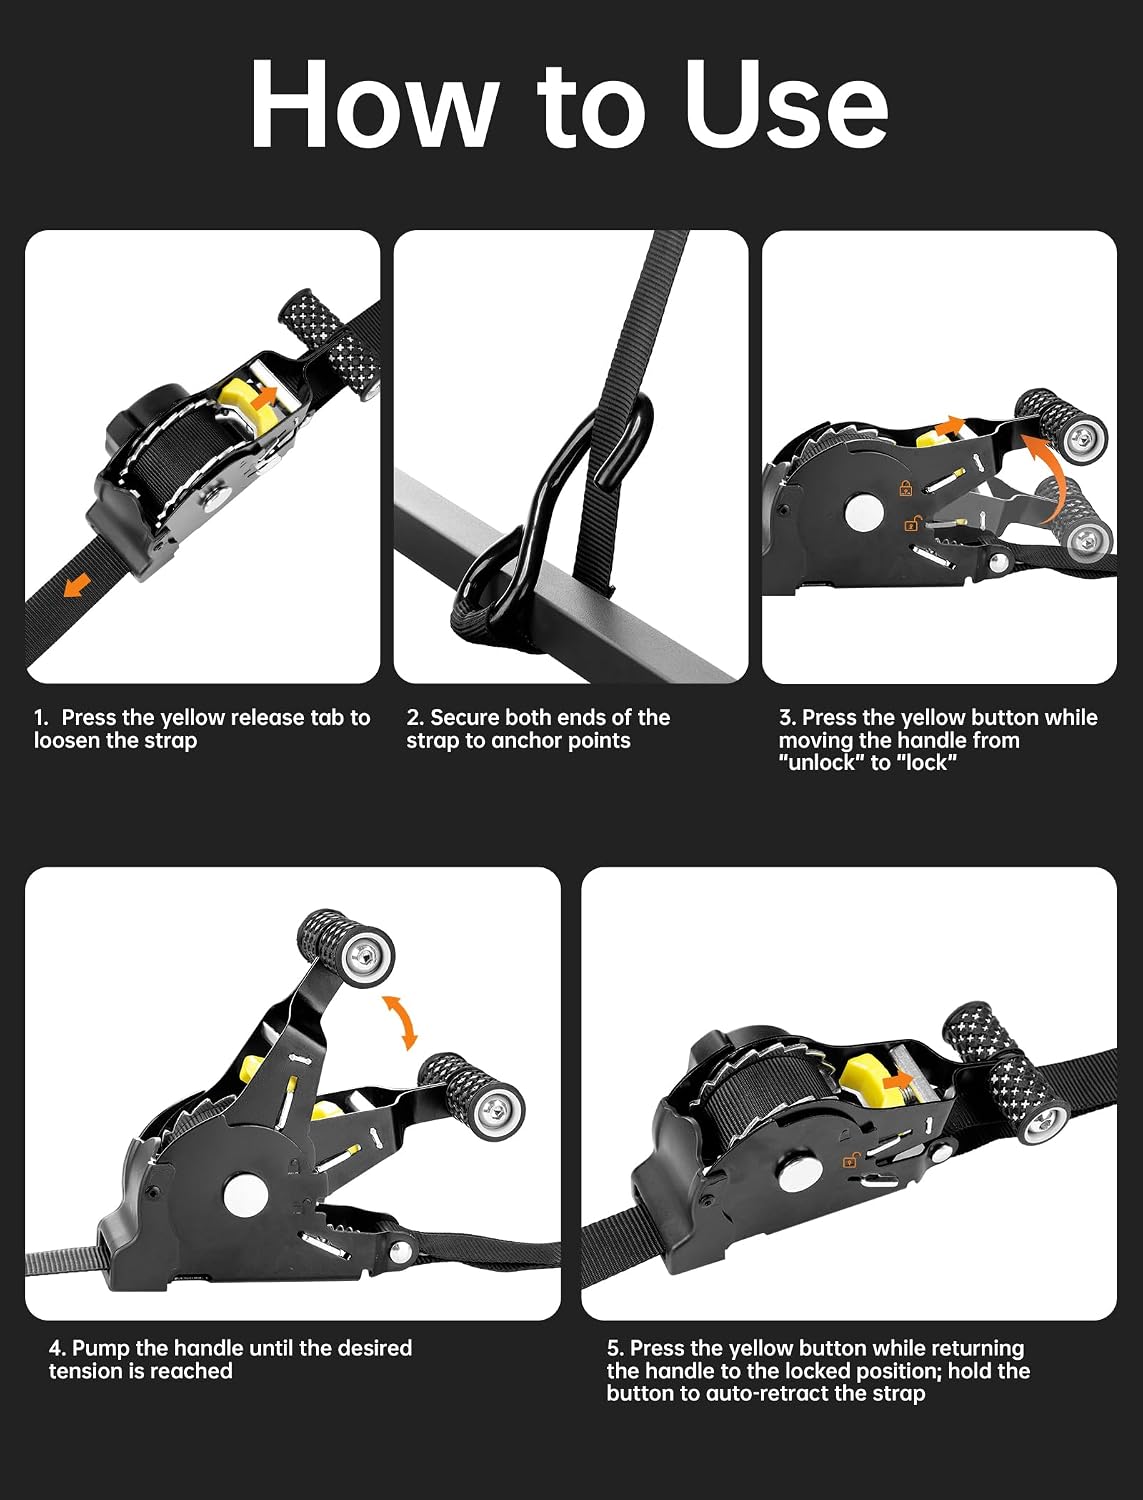 How to Use
1. Press the yellow release tab to
loosen the strap
2. Secure both ends of the
strap to anchor points
3. Press the yellow button while
moving the handle from
"unlock" to "lock"
4. Pump the handle until the desired
tension is reached
5. Press the yellow button while returning
the handle to the locked position; hold the
button to auto-retract the strap